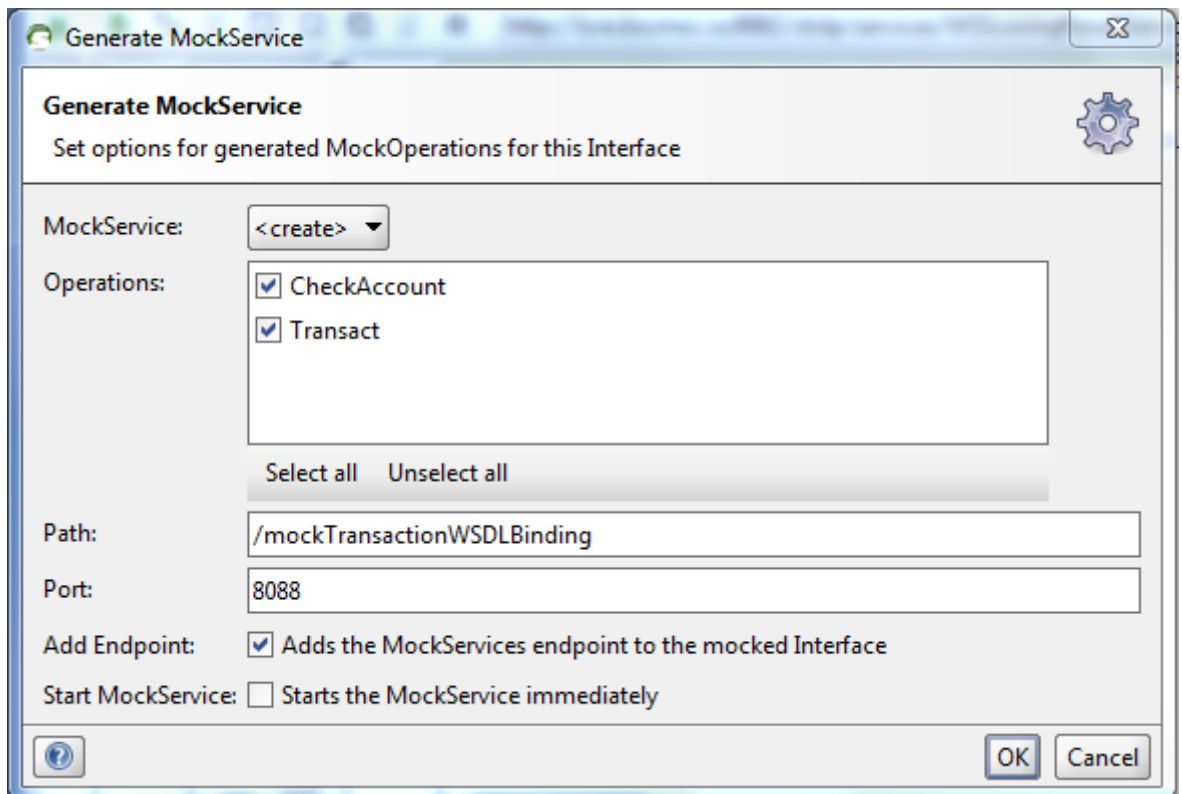 Generate MockService
Generate MockService
Set options for generated MockOperations for this Interface
MockService: <create>
Operations: CheckAccount
Transact
Select all Unselect all
Path: /mockTransactionWSDLBinding
Port: 8088
Add Endpoint: Adds the MockServices endpoint to the mocked Interface
Start MockService: Starts the MockService immediately
OK Cancel